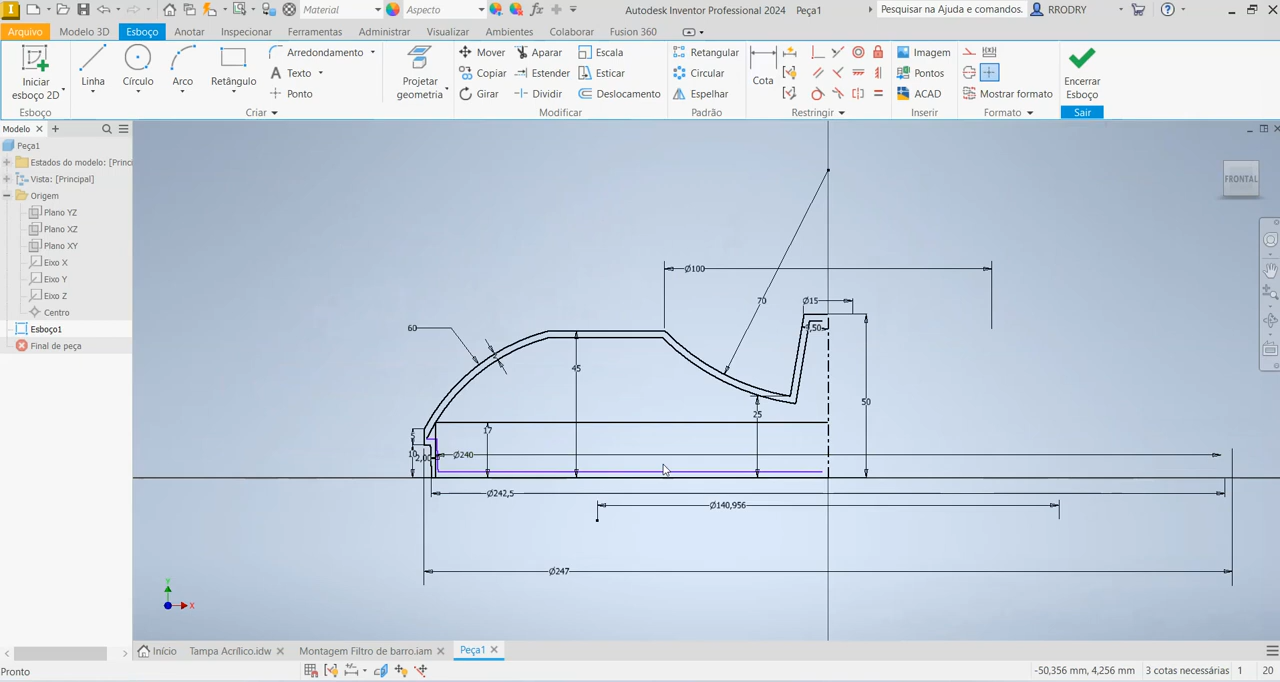 Material
Aspecto
Autodesk Inventor Professional 2024 Peça1
Pesquisar na Ajuda e comandos.
RRODRY
Arquivo Modelo 3D Esboço Anotar Inspecionar Ferramentas Administrar Visualizar Ambientes Colaborar Fusion 360
Iniciar esboço 2D
Linha
Círculo
Arco
Retângulo
Arredondamento
Texto
Ponto
Projetar geometria
Mover
Copiar
Girar
Aparar
Estender
Dividir
Escala
Esticar
Deslocamento
Retangular
Circular
Espelhar
Cota
Imagem
Pontos
ACAD
Mostrar formato
Encerrar Esboço
Esboço Criar Modificar Padrão Restringir Inserir Formato Sair
Modelo
Peça1
Estados do modelo: [Princ
Vista: [Principal]
Origem
Plano YZ
Plano XZ
Plano XY
Eixo X
Eixo Y
Eixo Z
Centro
Esboço1
Final de peça
FRONTAL
Ø100
70
Ø15
60
45
50
25
17
10
2,00
Ø240
Ø242,5
Ø140,956
Ø247
Y
X
Início Tampa Acrílico.idw Montagem Filtro de barro.iam Peça1
Pronto
-50,356 mm, 4,256 mm 3 cotas necessárias 1 20